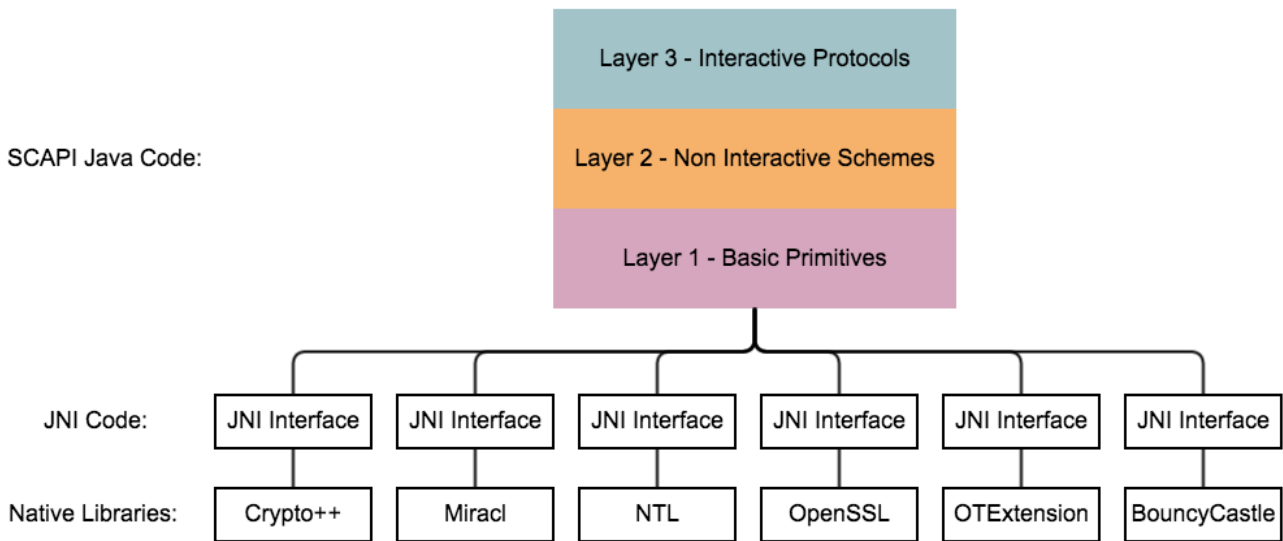 Layer 3 - Interactive Protocols
SCAPI Java Code:
Layer 2 - Non Interactive Schemes
Layer 1 - Basic Primitives
JNI Code:
JNI Interface
JNI Interface
JNI Interface
JNI Interface
JNI Interface
JNI Interface
Native Libraries:
Crypto++
Miracl
NTL
OpenSSL
OTExtension
BouncyCastle